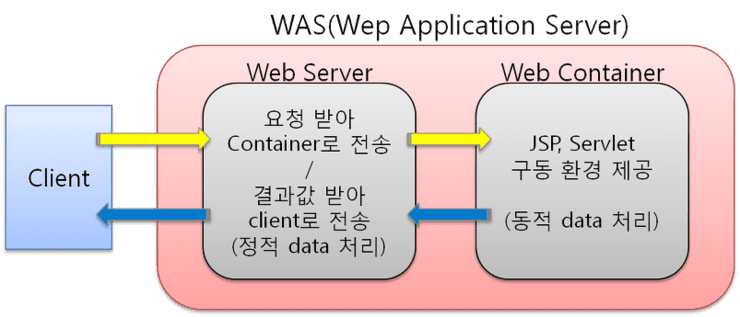 WAS(Wep Application Server)
Web Server
Web Container
Client
요청 받아
Container로 전송
/
결과값 받아
client로 전송
(정적 data 처리)
JSP, Servlet
구동 환경 제공
(동적 data 처리)